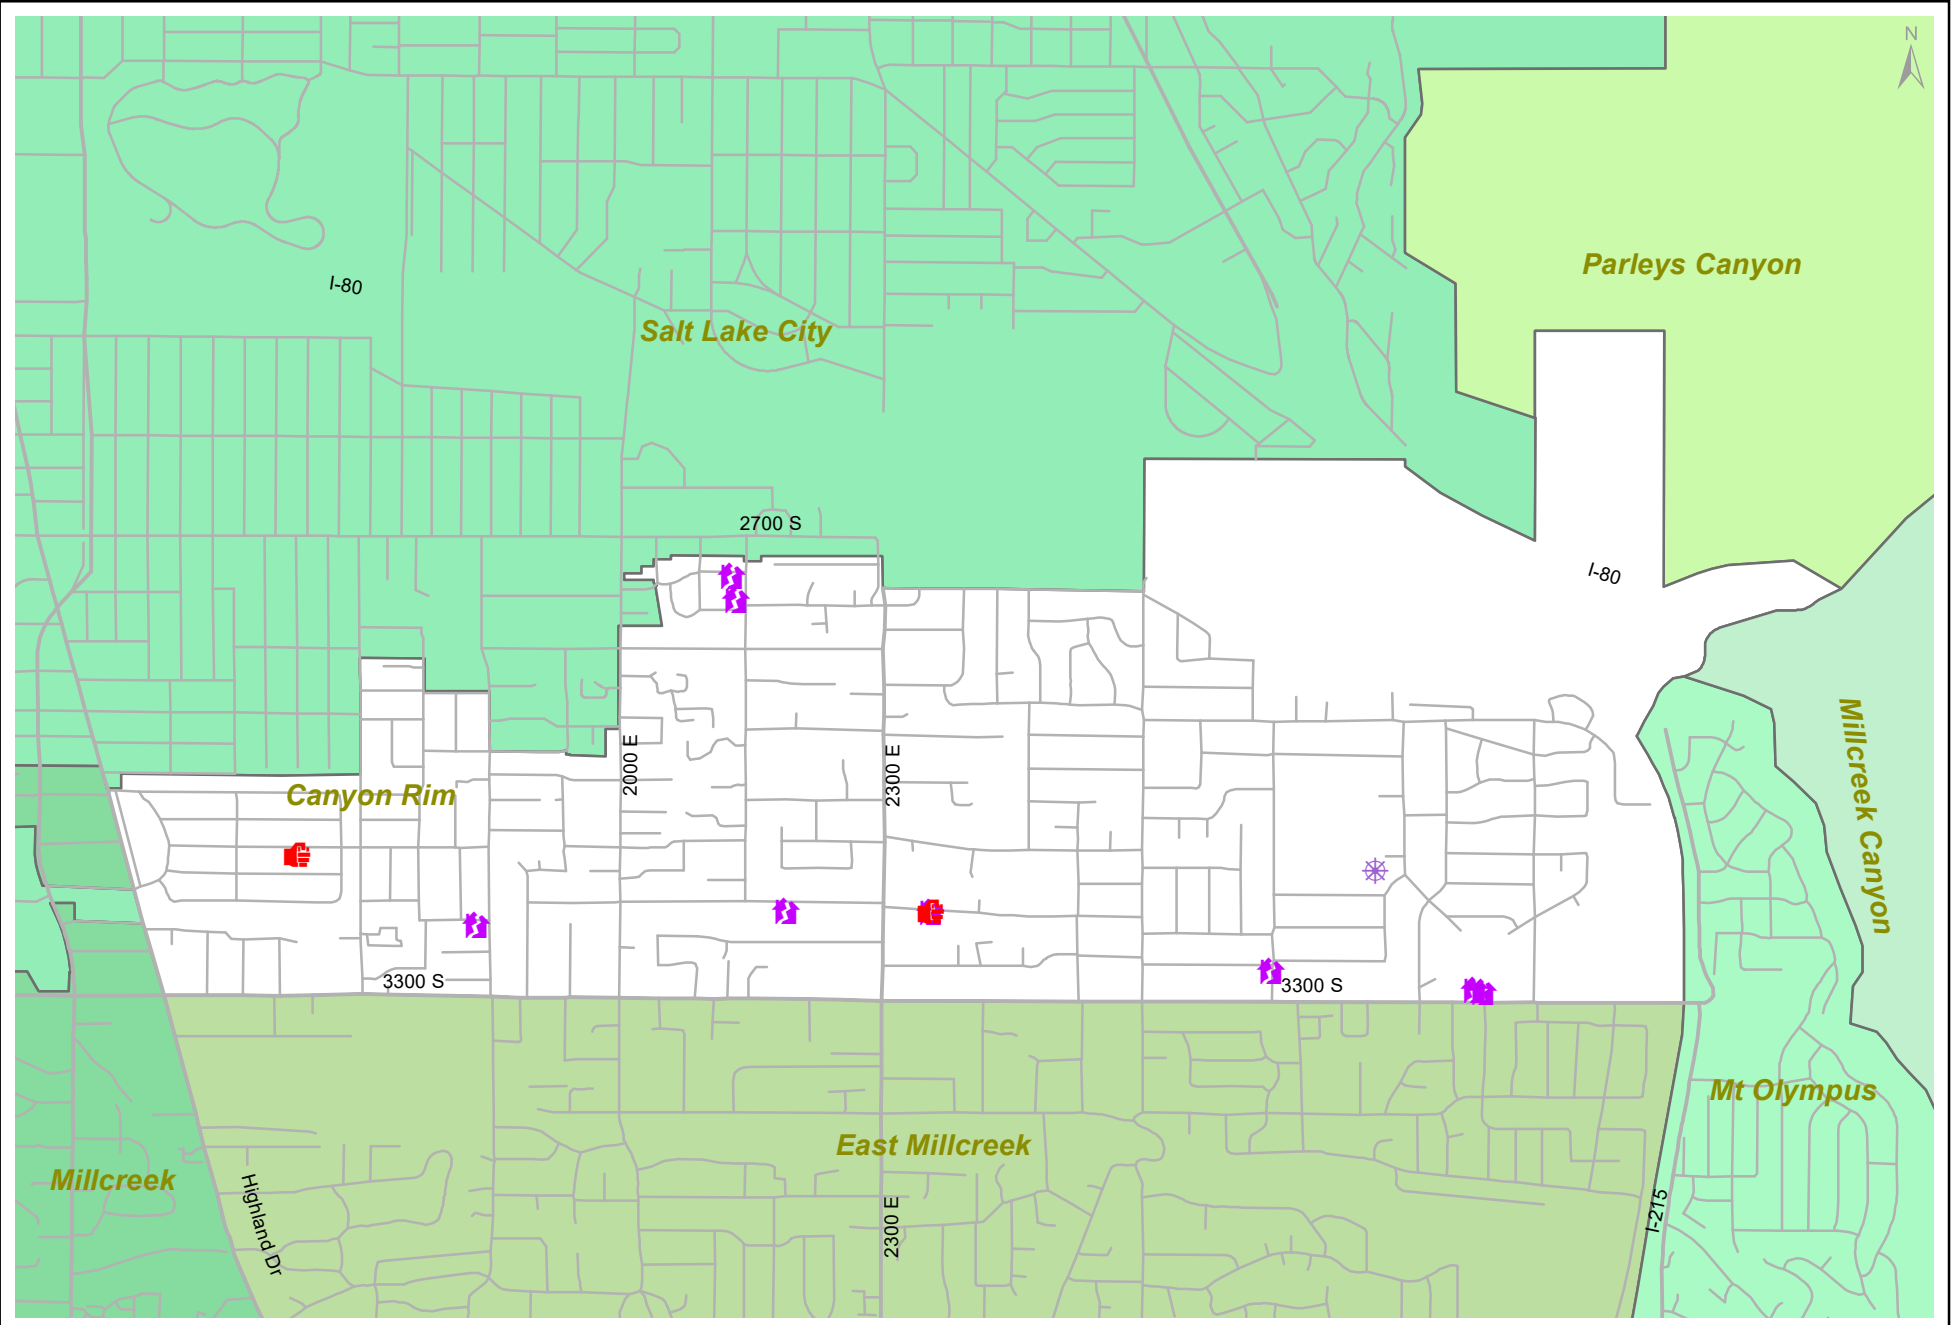 N
Parleys Canyon
I-80
Salt Lake City
2700 S
I-80
Millcreek Canyon
2000 E
2300 E
Canyon Rim
3300 S
3300 S
Mt Olympus
East Millcreek
Millcreek
Highland Dr
2300 E
I-215